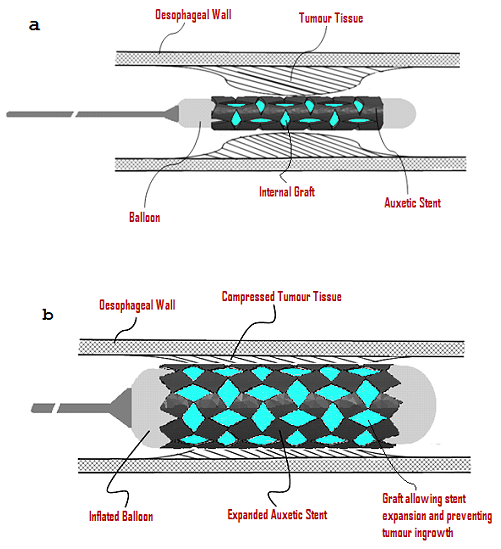 a
Oesophageal Wall
Tumour Tissue
Internal Graft
Balloon
Auxetic Stent
b
Oesophageal Wall
Compressed Tumour Tissue
Inflated Balloon
Expanded Auxetic Stent
Graft allowing stent
expansion and preventing
tumour ingrowth